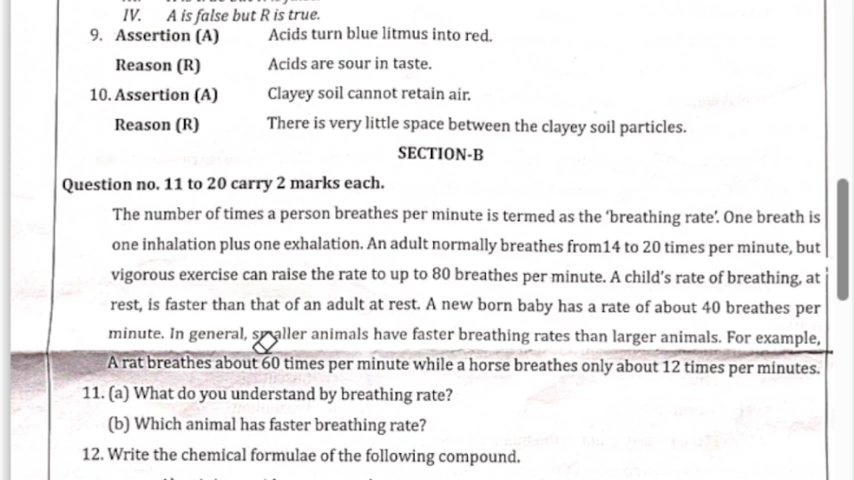 IV. A is false but R is true.
9. Assertion (A) Acids turn blue litmus into red.
Reason (R) Acids are sour in taste.
10. Assertion (A) Clayey soil cannot retain air.
Reason (R) There is very little space between the clayey soil particles.
SECTION-B
Question no. 11 to 20 carry 2 marks each.
The number of times a person breathes per minute is termed as the 'breathing rate'. One breath is
one inhalation plus one exhalation. An adult normally breathes from14 to 20 times per minute, but
vigorous exercise can raise the rate to up to 80 breathes per minute. A child's rate of breathing, at
rest, is faster than that of an adult at rest. A new born baby has a rate of about 40 breathes per
minute. In general, smaller animals have faster breathing rates than larger animals. For example,
A rat breathes about 60 times per minute while a horse breathes only about 12 times per minutes.
11. (a) What do you understand by breathing rate?
(b) Which animal has faster breathing rate?
12. Write the chemical formulae of the following compound.